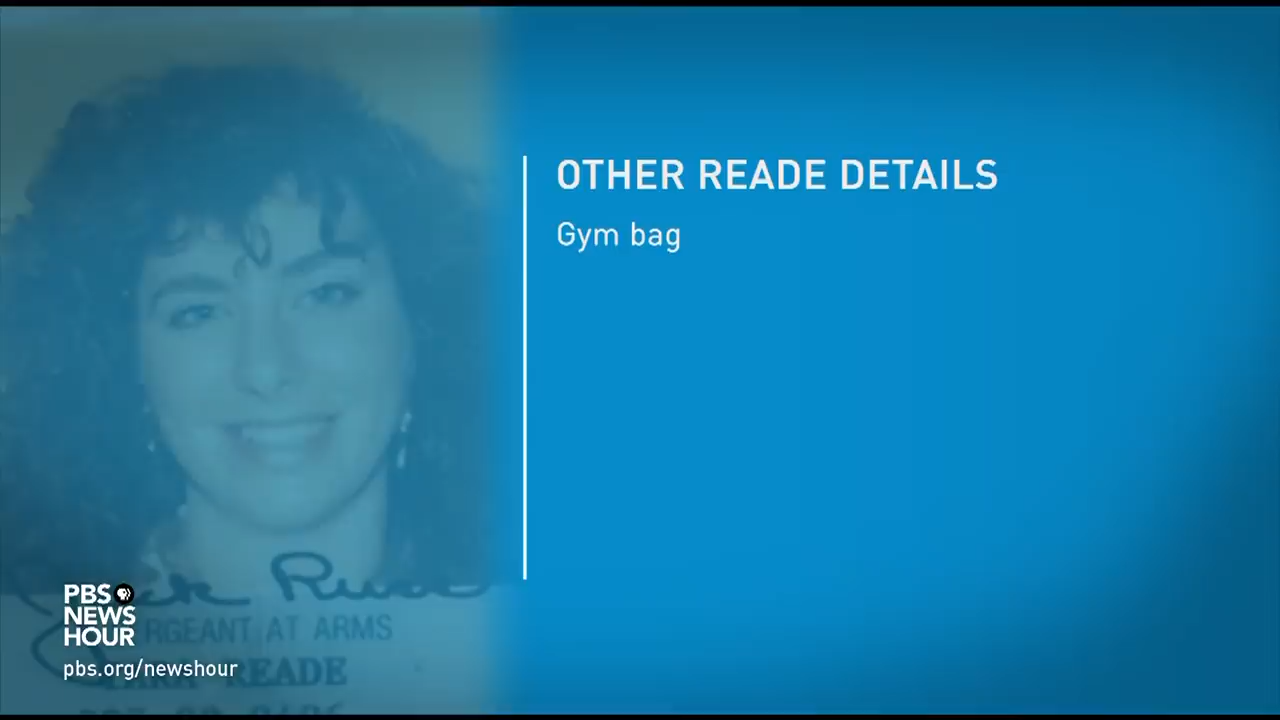 OTHER READE DETAILS
Gym bag
PBS
NEWS
HOUR
pbs.org/newshour
RGEANT AT ARMS
READE